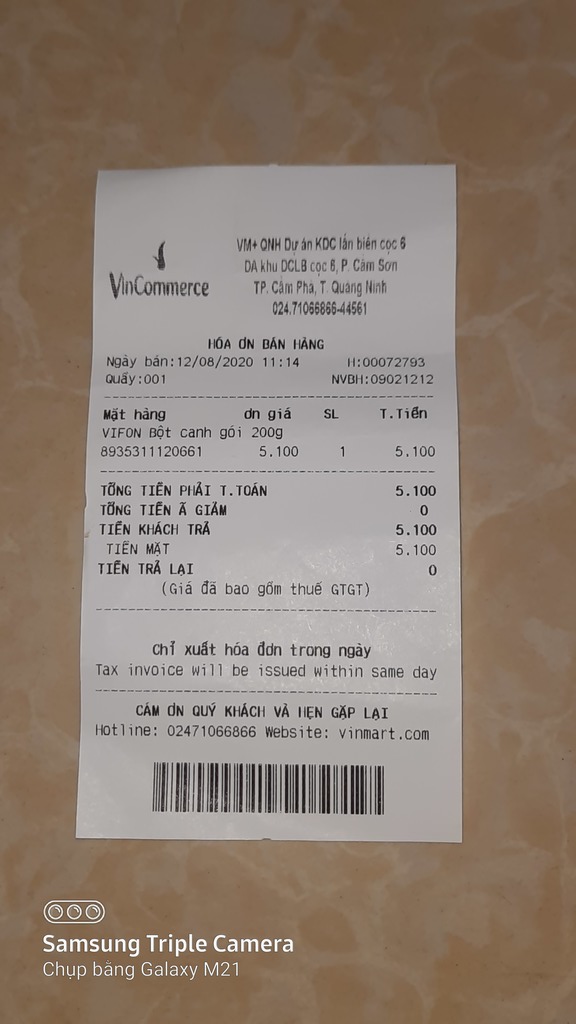 VinCommerce
VM+ QNH Dự án KDC lấn biển cọc 6
DA khu DCLB cọc 6, P. Cẩm Sơn
TP. Cẩm Phả, T. Quảng Ninh
024.71066866-44561
HÓA ƠN BÁN HÀNG
Ngày bán:12/08/2020 11:14 H:00072793
Quầy:001 NVBH:09021212
Mặt hàng ơn giá SL T.Tiền
VIFON Bột canh gói 200g
8935311120661 5.100 1 5.100
TỔNG TIỀN PHẢI T.TOÁN 5.100
TỔNG TIỀN Ã GIẢM 0
TIỀN KHÁCH TRẢ 5.100
TIỀN MẶT 5.100
TIỀN TRẢ LẠI 0
(Giá đã bao gồm thuế GTGT)
Chỉ xuất hóa đơn trong ngày
Tax invoice will be issued within same day
CẢM ƠN QUÝ KHÁCH VÀ HẸN GẶP LẠI
Hotline: 02471066866 Website: vinmart.com
Samsung Triple Camera
Chụp bằng Galaxy M21